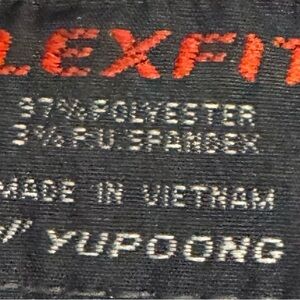 LEXFIT
97% POLYESTER
3% P.U. SPANDEX
MADE IN VIETNAM
YUPOONG